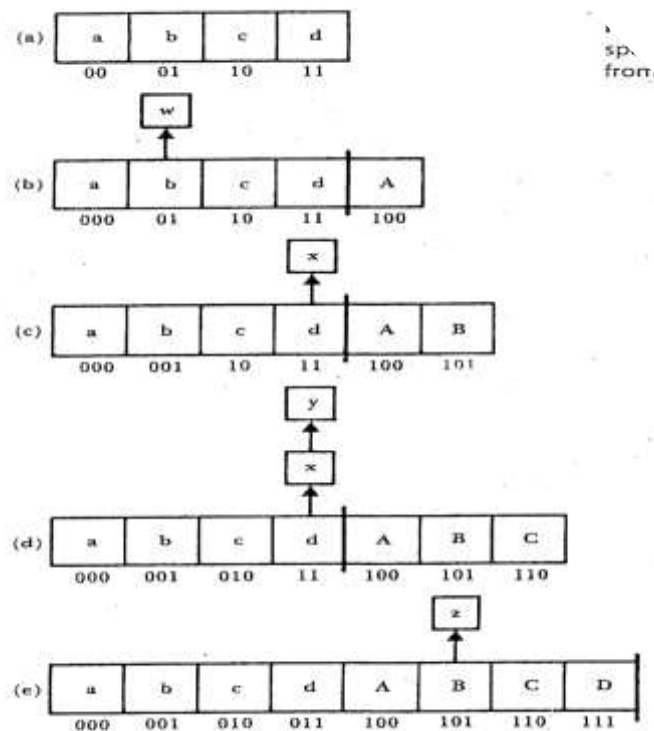 (a) a b c d
00 01 10 11
from
w
(b) a b c d A
000 01 10 11 100
x
(c) a b c d A B
000 001 10 11 100 101
y
x
(d) a b c d A B C
000 001 010 11 100 101 110
z
(e) a b c d A B C D
000 001 010 011 100 101 110 111